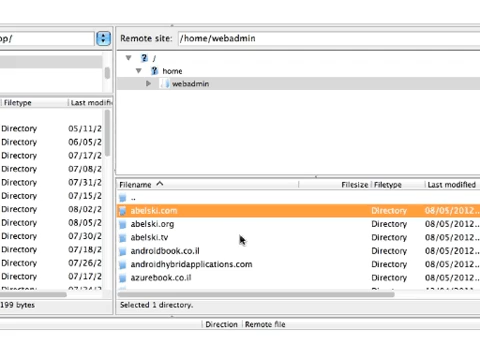 op/
Remote site: /home/webadmin
/
home
webadmin
Filetype Last modifi
Directory 05/11/2
Directory 06/05/2
Directory 07/17/2
Directory 07/08/2
Directory 07/31/2
Directory 07/15/2
Directory 08/02/2
Directory 08/05/2
Directory 07/30/2
Directory 07/18/2
Directory 07/26/2
Directory 07/17/2
199 bytes
Filename Filesize Filetype Last modified
..
abelski.com Directory 08/05/2012...
abelski.org Directory 08/05/2012...
abelski.tv Directory 08/05/2012...
androidbook.co.il Directory 08/05/2012...
androidhybridapplications.com Directory 08/05/2012...
azurebook.co.il Directory 08/05/2012...
Selected 1 directory.
Direction Remote file